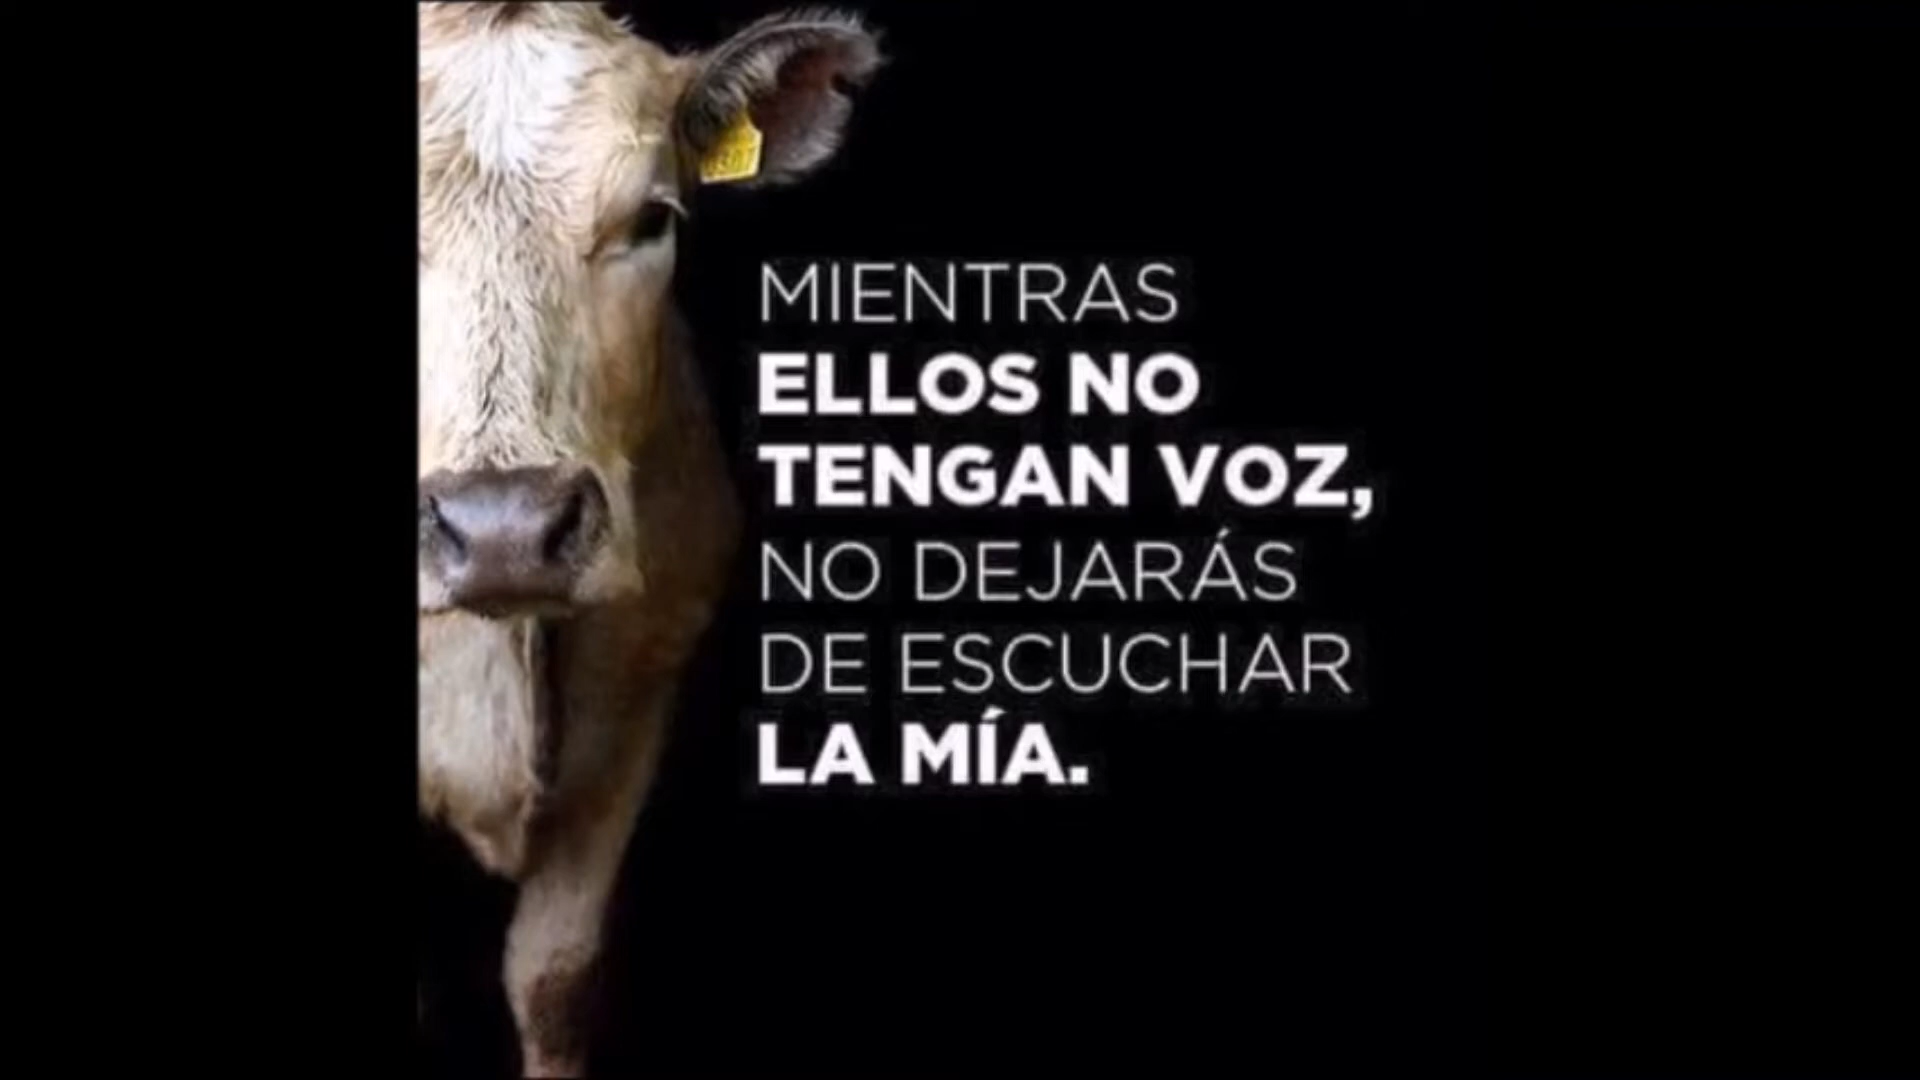 MIENTRAS
ELLOS NO
TENGAN VOZ,
NO DEJARÁS
DE ESCUCHAR
LA MÍA.